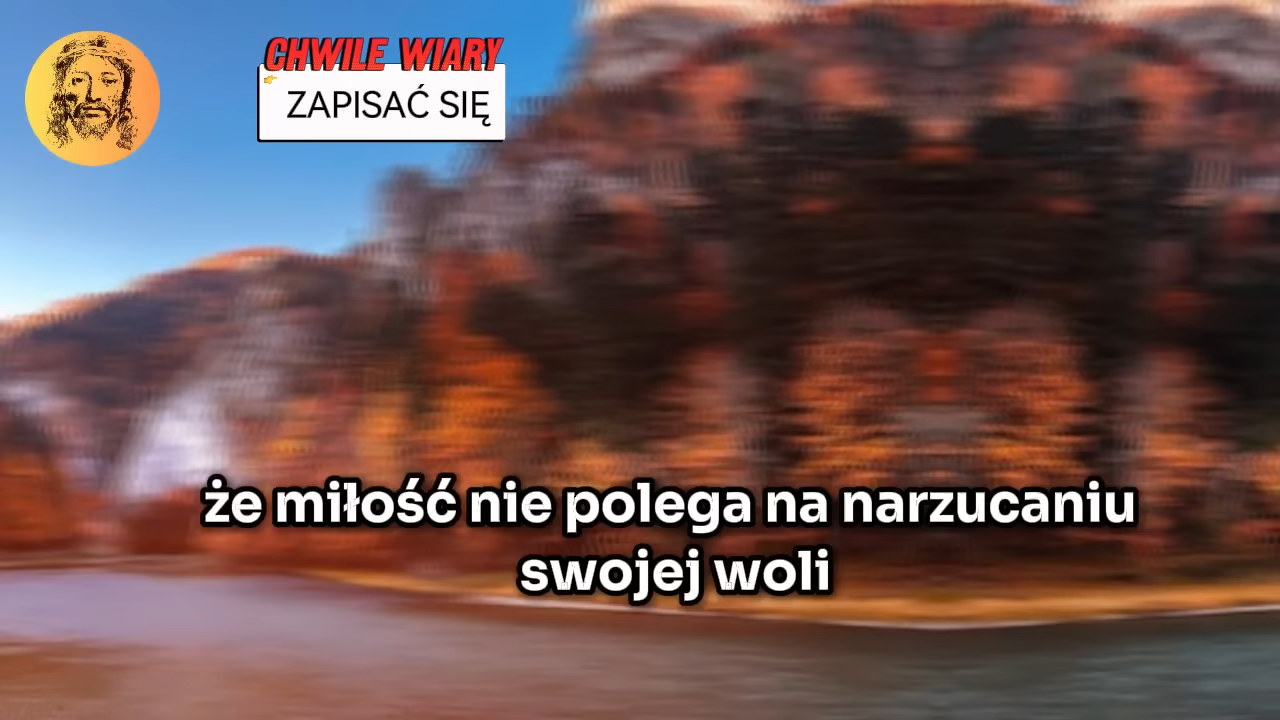 CHWILE WIARY
ZAPISAĆ SIĘ
że miłość nie polega na narzucaniu
swojej woli